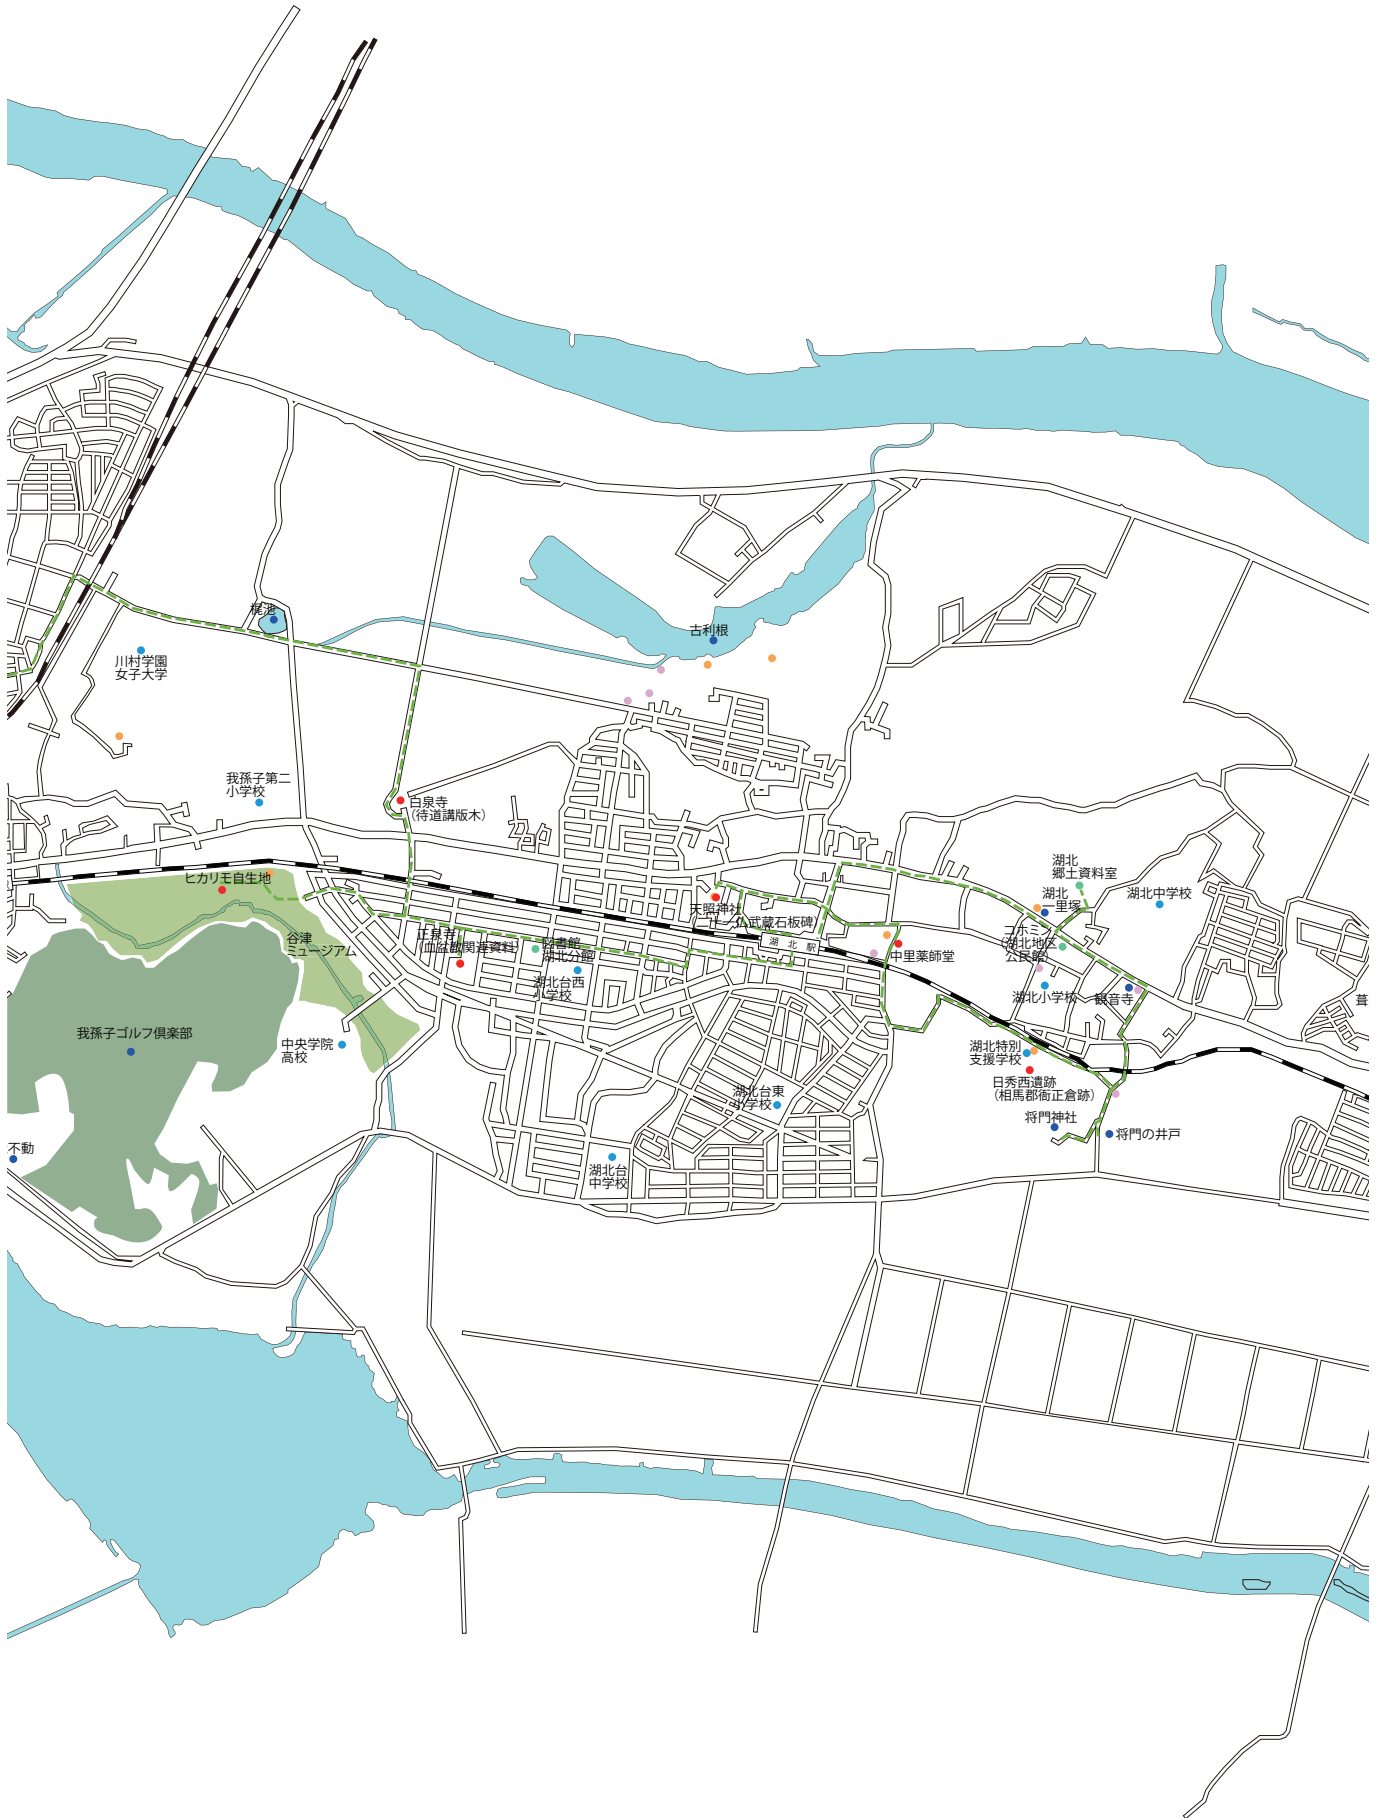 梶池
古利根
川村学園
女子大学
我孫子第二
小学校
白泉寺
（待道講版木）
ヒカリモ自生地
湖北
郷土資料室
湖北
一里塚
湖北中学校
天照神社
（仏武蔵石板碑）
正泉寺
（血盆教関連資料）
図書館
湖北分館
湖北台西
小学校
湖北駅
中里薬師堂
コホミン
（湖北地区
公民館）
谷津
ミュージアム
湖北小学校
観音寺
葺
我孫子ゴルフ倶楽部
中央学院
高校
湖北特別
支援学校
日秀西遺跡
（相馬郡衙正倉跡）
湖北台東
小学校
将門神社
将門の井戸
不動
湖北台
中学校